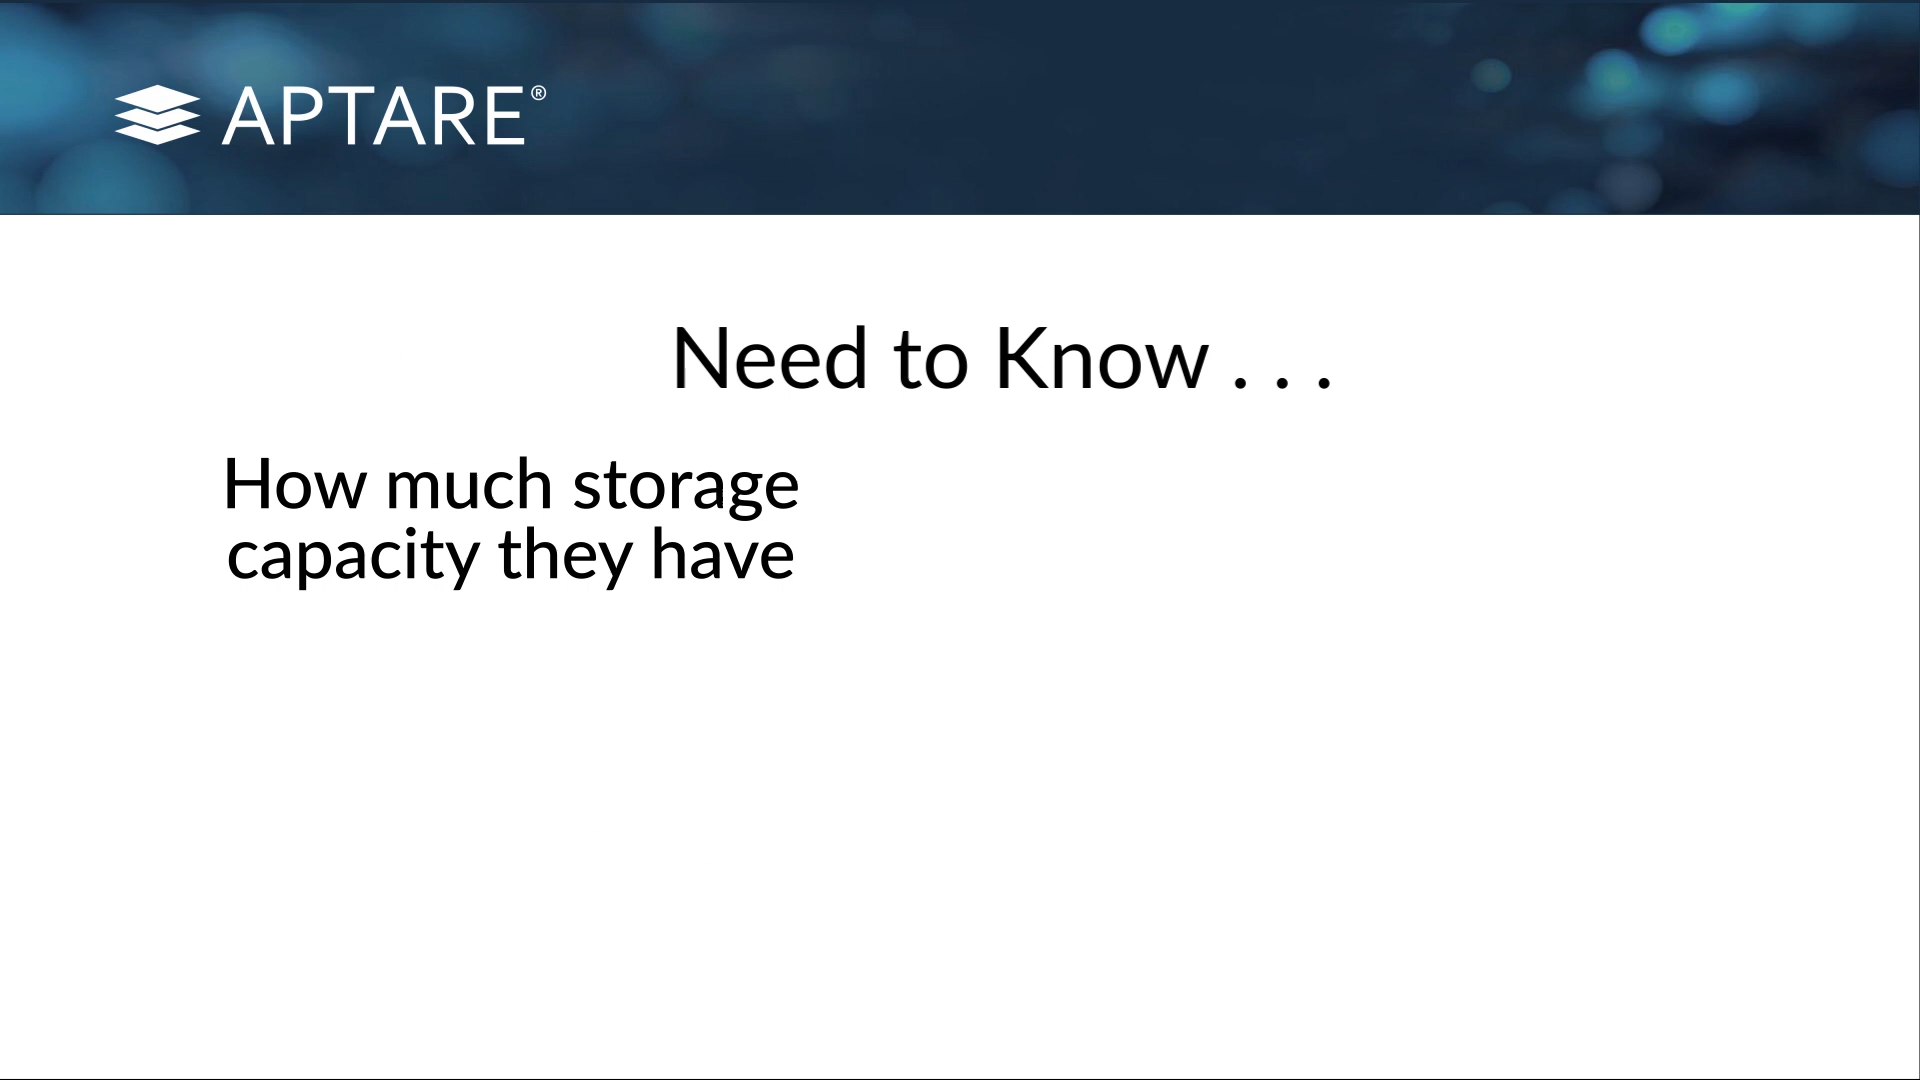 APTARE®
Need to Know . . .
How much storage
capacity they have